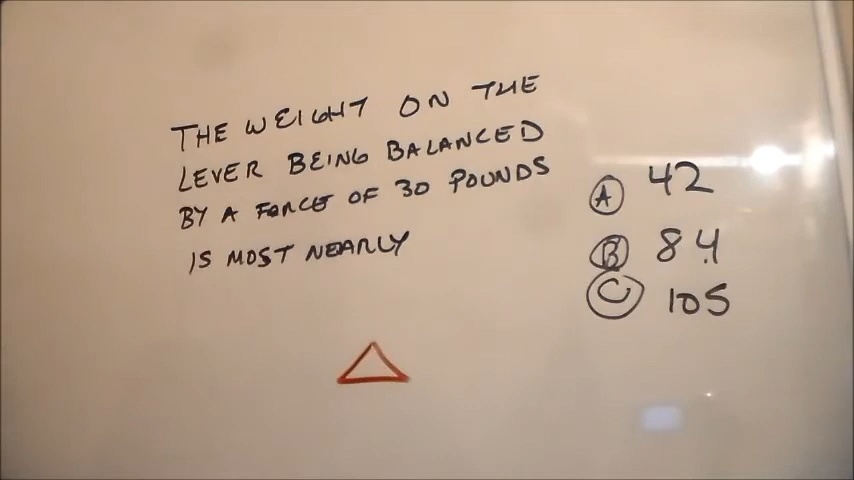 THE WEIGHT ON THE
LEVER BEING BALANCED
BY A FORCE OF 30 POUNDS
IS MOST NEARLY
A 42
B 84
C 105